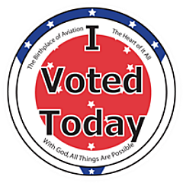 The Birthplace of Aviation
The Heart of It All
I
Voted
Today
With God, All Things Are Possible